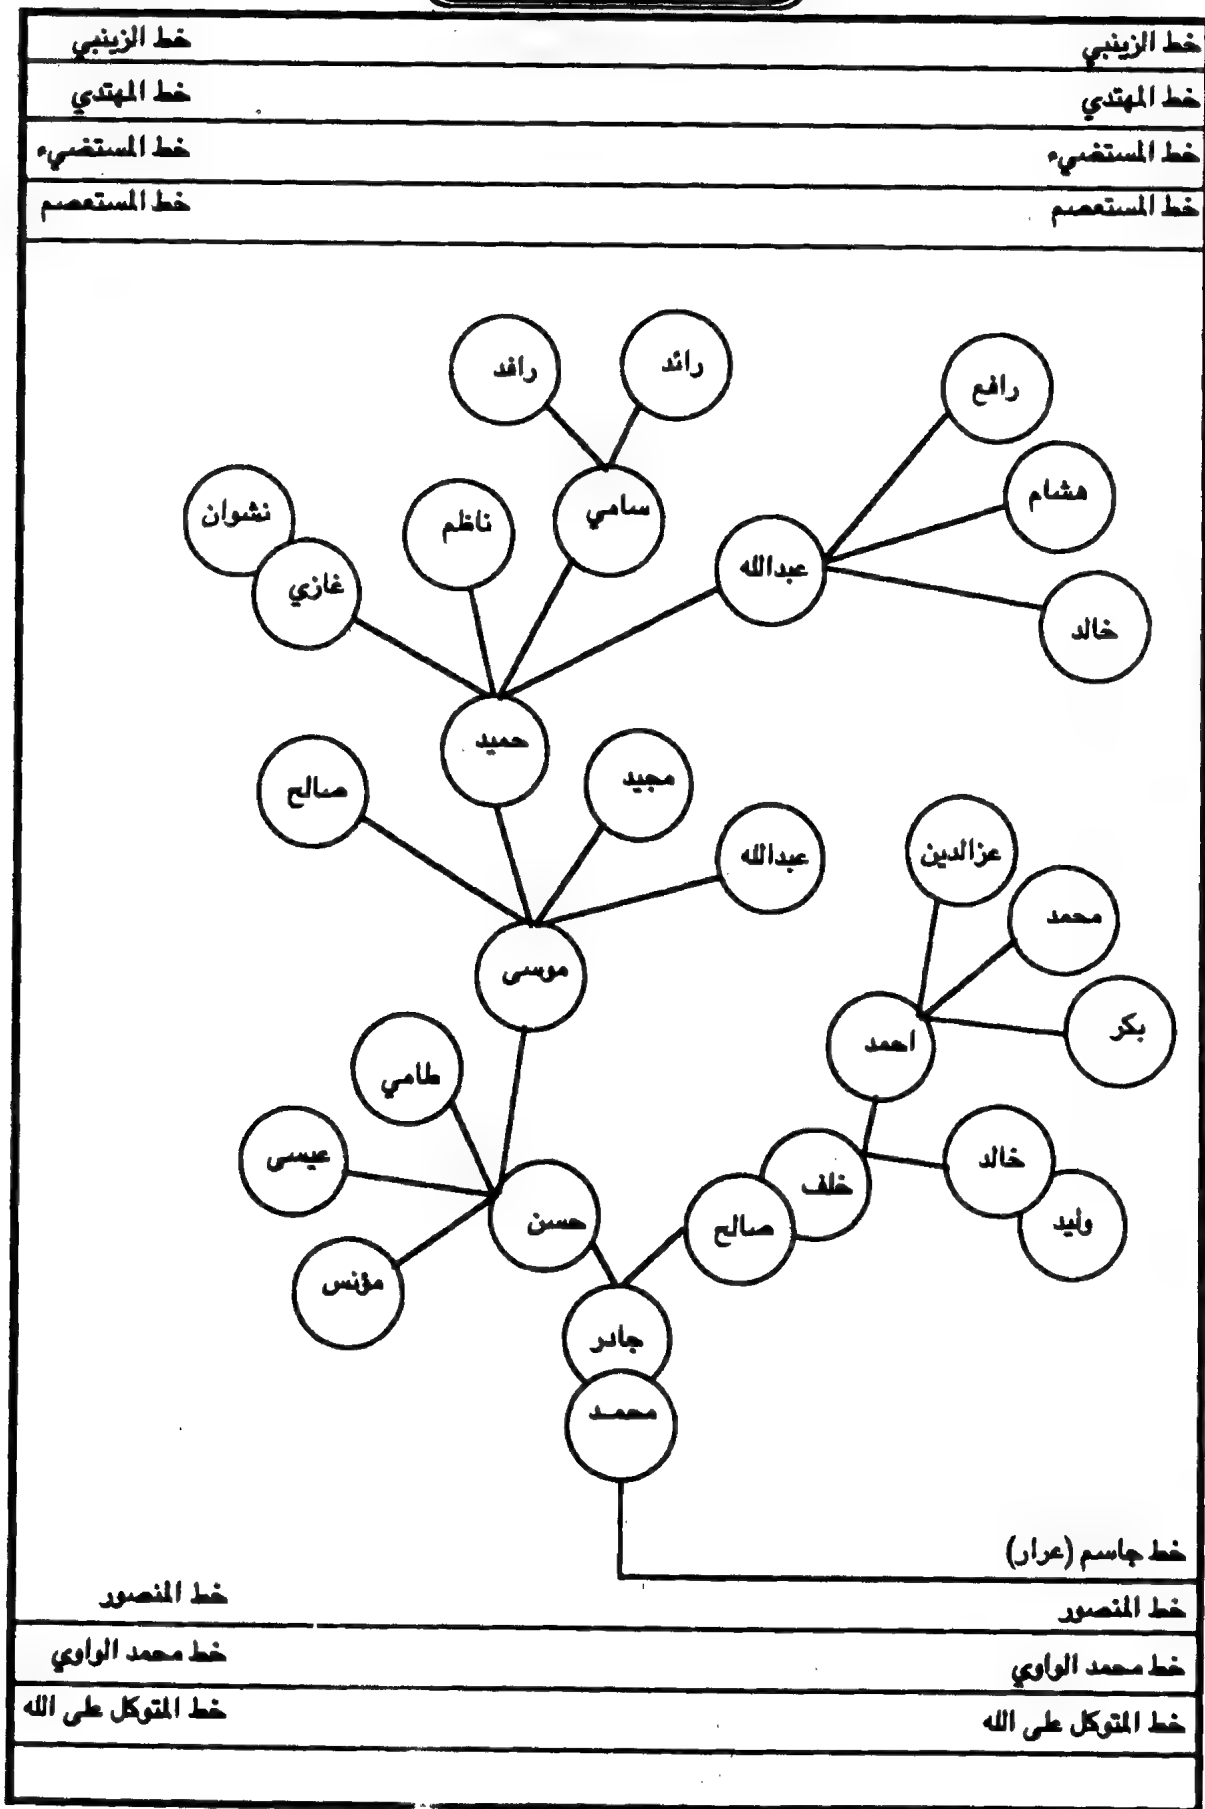 خط الزينبي خط الزينبي
خط المهتدي خط المهتدي
خط المستضيء خط المستضيء
خط المستعصم خط المستعصم
رائد رافد
رافع
هشام سامي ناظم نشوان
عبدالله غازي
خالد
حميد
مجيد صالح
عزالدين عبدالله
محمد
موسى
بكر احمد طامي
خالد خلف عيسى
وليد صالح حسن
مؤنس
جادر
محمد
خط جاسم (عرار)
خط المنصور خط المنصور
خط محمد الواوي خط محمد الواوي
خط المتوكل على الله خط المتوكل على الله